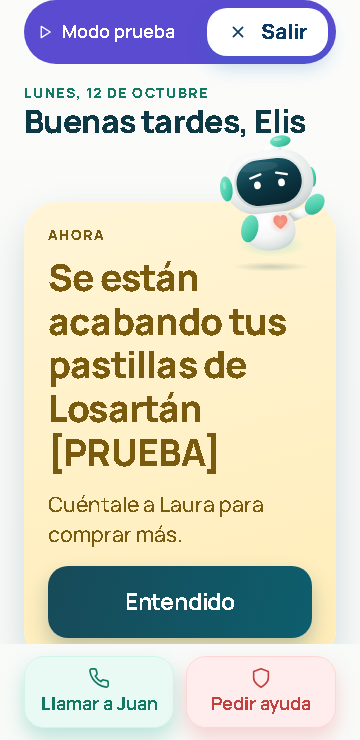 Modo prueba
Salir
LUNES, 12 DE OCTUBRE
Buenas tardes, Elis
AHORA
Se están
acabando tus
pastillas de
Losartán
[PRUEBA]
Cuéntale a Laura para
comprar más.
Entendido
Llamar a Juan
Pedir ayuda